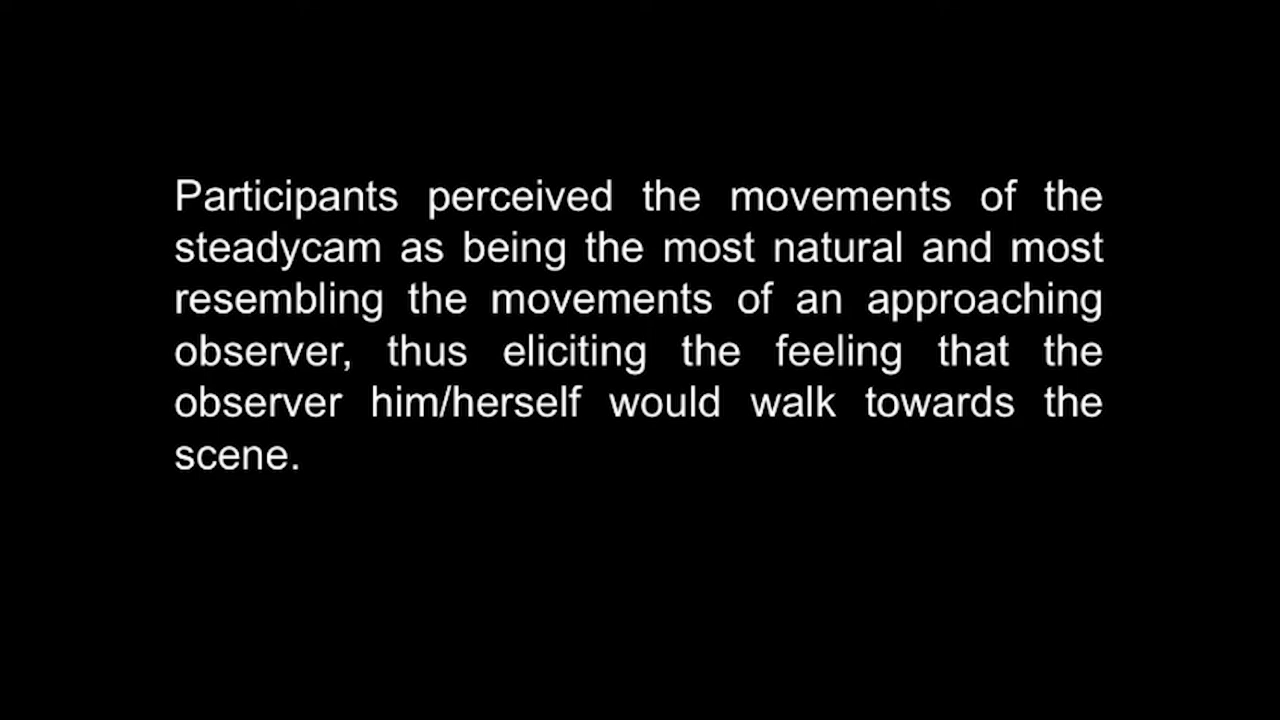 Participants perceived the movements of the
steadycam as being the most natural and most
resembling the movements of an approaching
observer, thus eliciting the feeling that the
observer him/herself would walk towards the
scene.